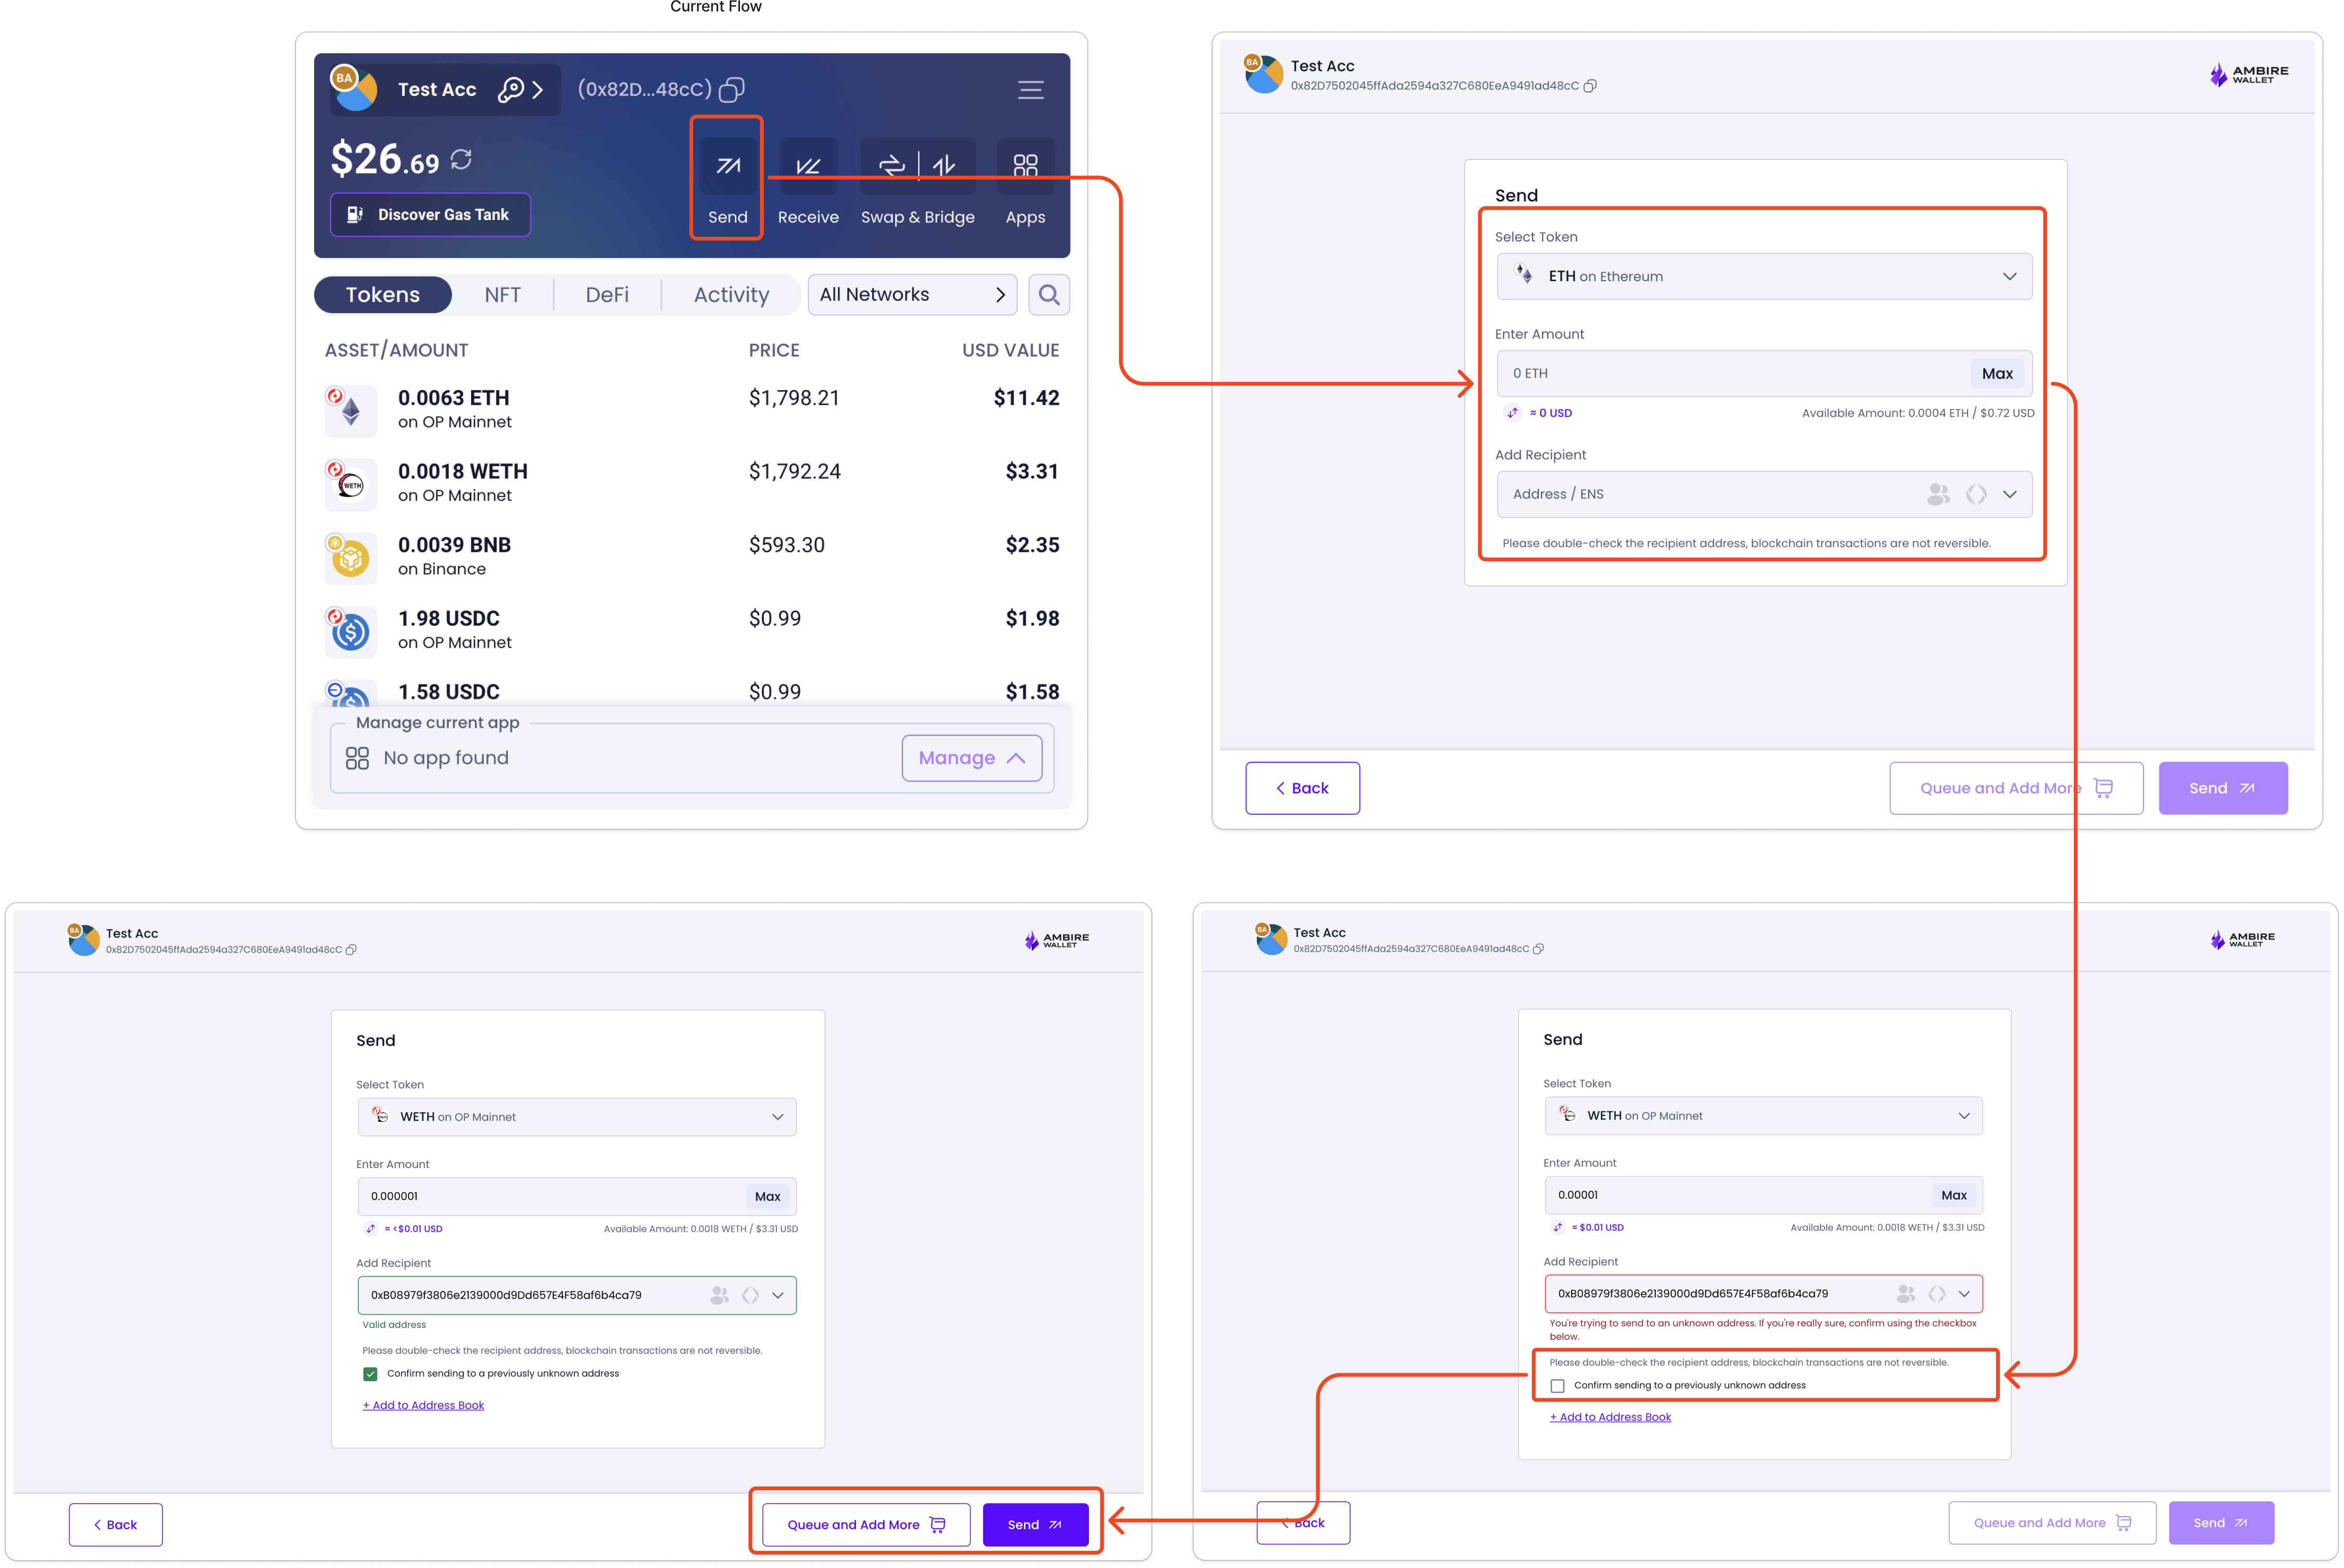 Current Flow
BA
Test Acc
(0x82D...48cC)
$26.69
Discover Gas Tank
Send
Receive
Swap & Bridge
Apps
Tokens
NFT
DeFi
Activity
All Networks
ASSET/AMOUNT
PRICE
USD VALUE
0.0063 ETH
$1,798.21
$11.42
on OP Mainnet
WETH
0.0018 WETH
$1,792.24
$3.31
on OP Mainnet
0.0039 BNB
$593.30
$2.35
on Binance
1.98 USDC
$0.99
$1.98
on OP Mainnet
1.58 USDC
$0.99
$1.58
Manage current app
No app found
Manage
BA
Test Acc
0x82D7502045ffAda2594a327C680EeA9491ad48cC
AMBIRE
WALLET
Send
Select Token
ETH on Ethereum
Enter Amount
0 ETH
Max
≈ 0 USD
Available Amount: 0.0004 ETH / $0.72 USD
Add Recipient
Address / ENS
Please double-check the recipient address, blockchain transactions are not reversible.
Back
Queue and Add More
Send
BA
Test Acc
0x82D7502045ffAda2594a327C680EeA9491ad48cC
AMBIRE
WALLET
Send
Select Token
WETH on OP Mainnet
Enter Amount
0.000001
Max
≈ <$0.01 USD
Available Amount: 0.0018 WETH / $3.31 USD
Add Recipient
0xB08979f3806e2139000d9Dd657E4F58af6b4ca79
Valid address
Please double-check the recipient address, blockchain transactions are not reversible.
Confirm sending to a previously unknown address
+ Add to Address Book
Back
Queue and Add More
Send
BA
Test Acc
0x82D7502045ffAda2594a327C680EeA9491ad48cC
AMBIRE
WALLET
Send
Select Token
WETH on OP Mainnet
Enter Amount
0.00001
Max
≈ $0.01 USD
Available Amount: 0.0018 WETH / $3.31 USD
Add Recipient
0xB08979f3806e2139000d9Dd657E4F58af6b4ca79
You're trying to send to an unknown address. If you're really sure, confirm using the checkbox
below.
Please double-check the recipient address, blockchain transactions are not reversible.
Confirm sending to a previously unknown address
+ Add to Address Book
Back
Queue and Add More
Send